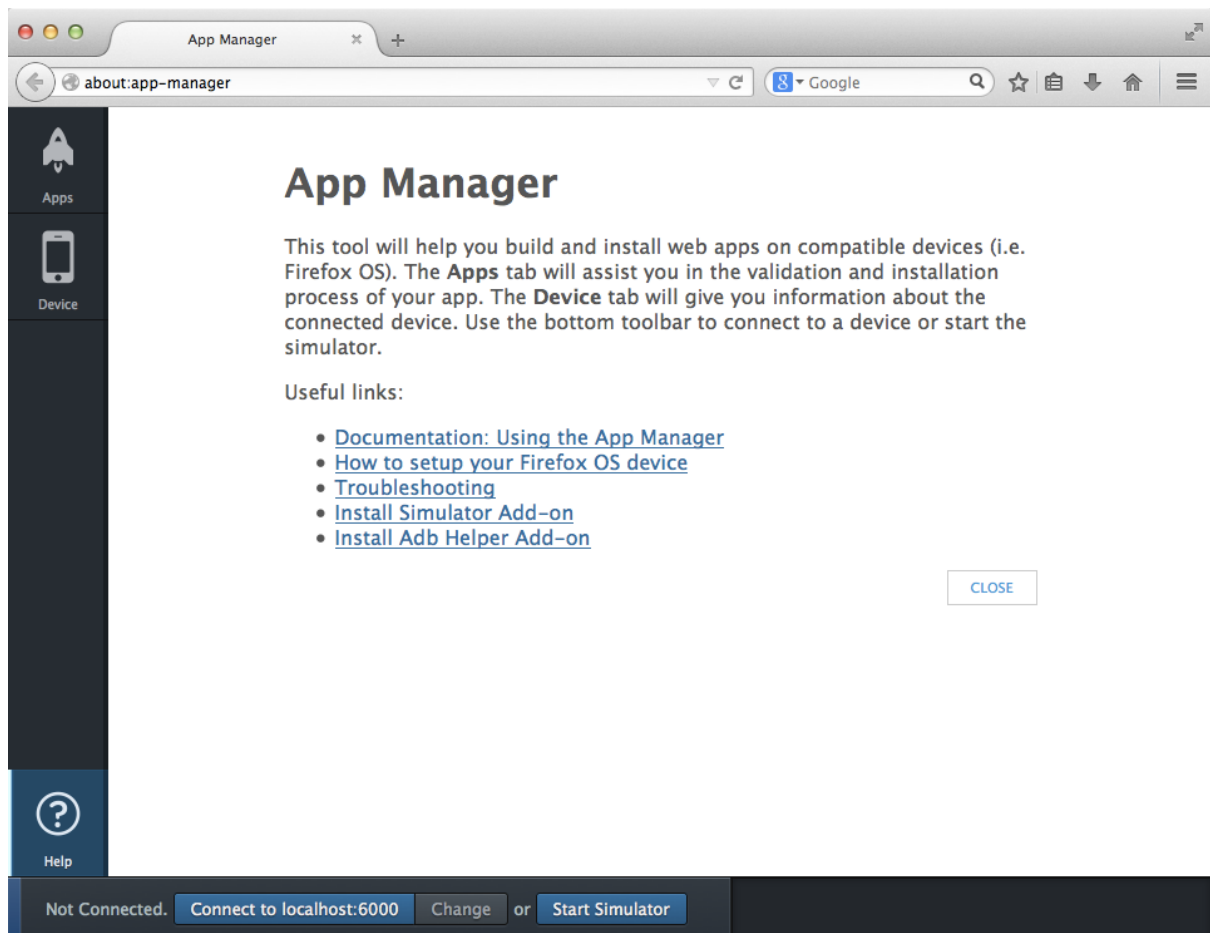 App Manager
about:app-manager
Google
Apps
Device
App Manager
This tool will help you build and install web apps on compatible devices (i.e.
Firefox OS). The Apps tab will assist you in the validation and installation
process of your app. The Device tab will give you information about the
connected device. Use the bottom toolbar to connect to a device or start the
simulator.
Useful links:
• Documentation: Using the App Manager
• How to setup your Firefox OS device
• Troubleshooting
• Install Simulator Add-on
• Install Adb Helper Add-on
CLOSE
Help
Not Connected. Connect to localhost:6000 Change or Start Simulator